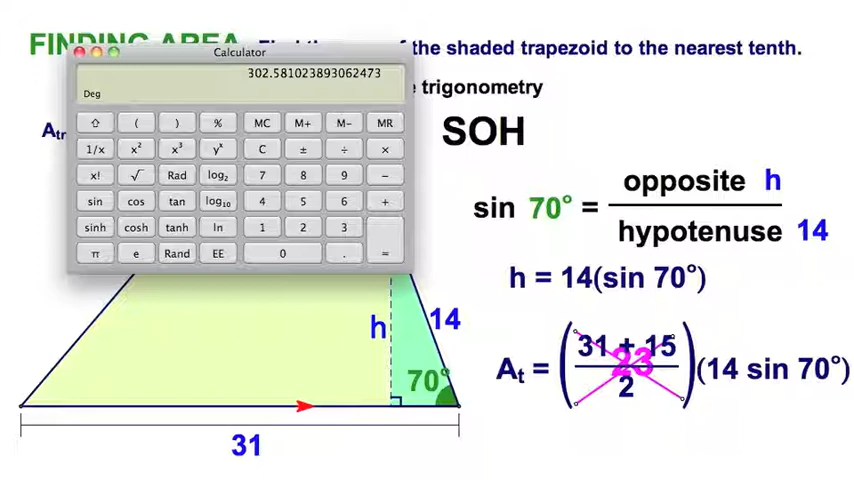 Calculator
of the shaded trapezoid to the nearest tenth.
302.581023893062473
Deg
trigonometry
( ) % MC M+ M- MR
A
SOH
1/x x² x³ yˣ C ± ÷ ×
x! √ Rad log₂ 7 8 9 −
sin cos tan log₁₀ 4 5 6 +
sinh cosh tanh ln 1 2 3
π e Rand EE 0 . =
opposite h
sin 70° =
hypotenuse 14
h = 14(sin 70°)
h 14
70°
31 + 15
23
Aₜ = ( ) (14 sin 70°)
2
31